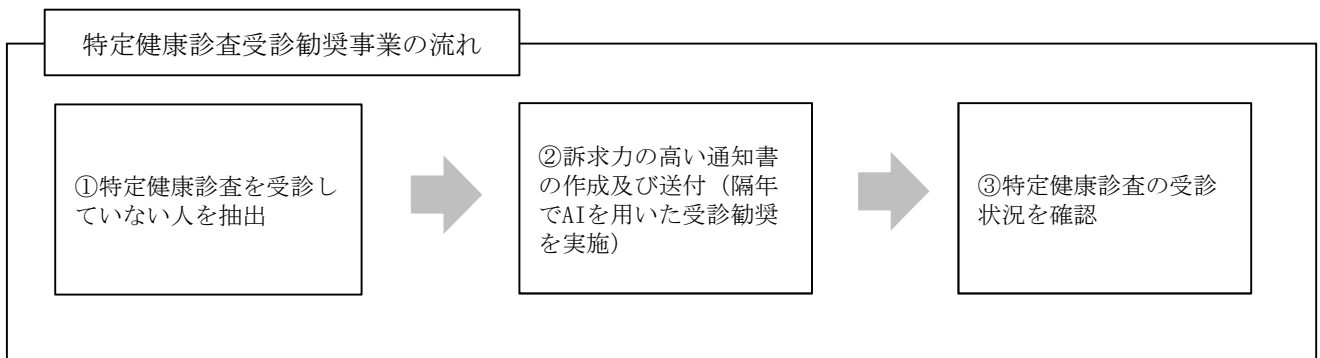 特定健康診査受診勧奨事業の流れ
①特定健康診査を受診し
ていない人を抽出
②訴求力の高い通知書
の作成及び送付（隔年
でAIを用いた受診勧奨
を実施）
③特定健康診査の受診
状況を確認